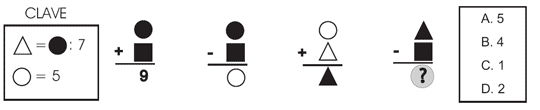 CLAVE
△ = ●: 7
○ = 5
+
9
-
+
-
?
A. 5
B. 4
C. 1
D. 2